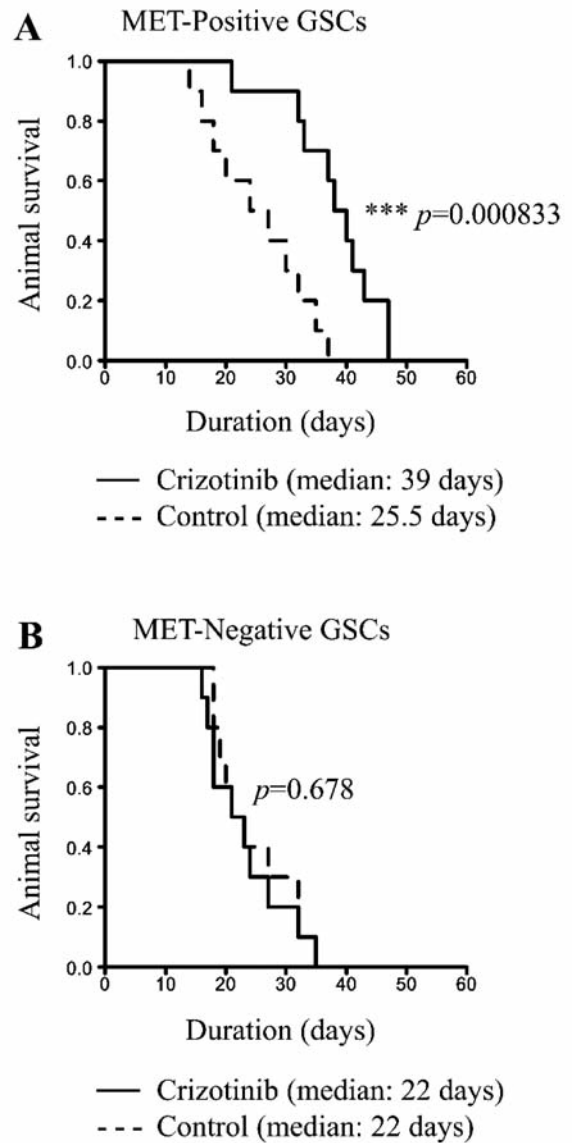 A
MET-Positive GSCs
1.0
0.8
0.6
0.4
0.2
0.0
Animal survival
*** p=0.000833
0 10 20 30 40 50 60
Duration (days)
Crizotinib (median: 39 days)
Control (median: 25.5 days)
B
MET-Negative GSCs
1.0
0.8
0.6
0.4
0.2
0.0
Animal survival
p=0.678
0 10 20 30 40 50 60
Duration (days)
Crizotinib (median: 22 days)
Control (median: 22 days)